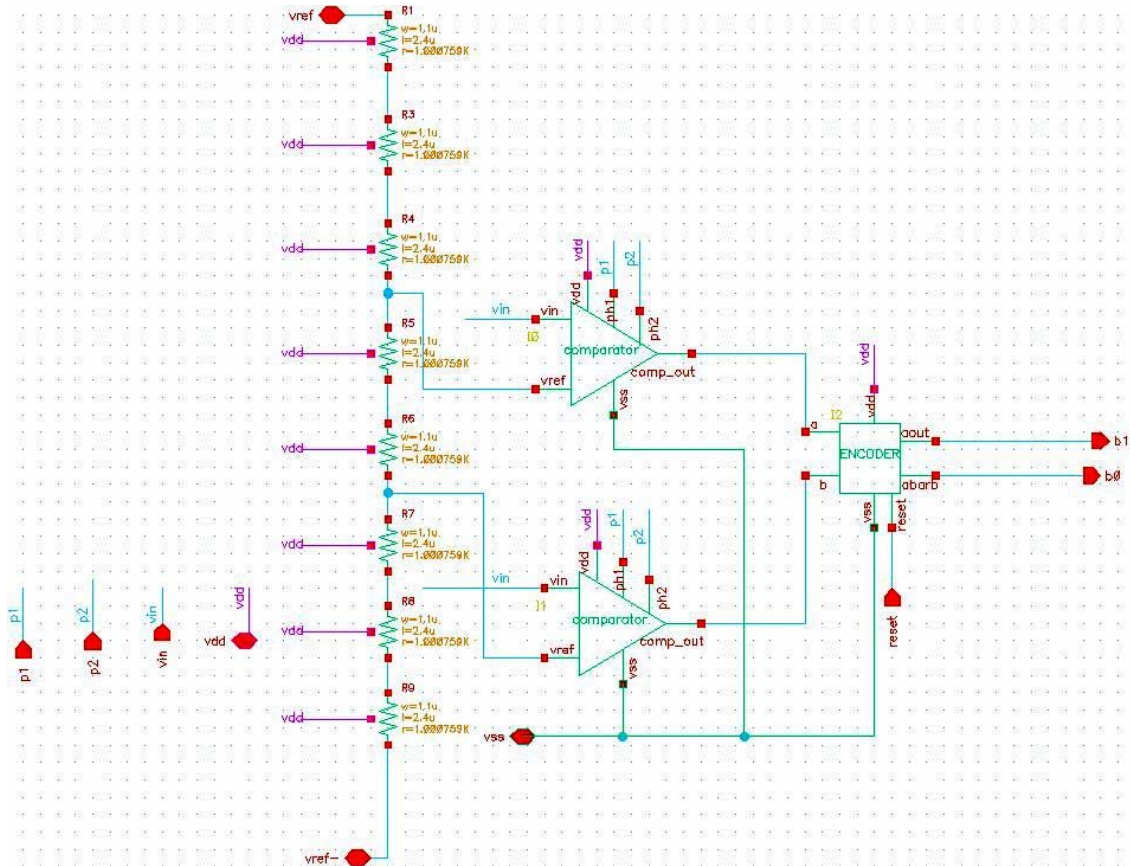 vref R1
w=1.1u
vdd l=2.4u
r=1.000759K
R3
w=1.1u
vdd l=2.4u
r=1.000759K
R4
w=1.1u
vdd l=2.4u
r=1.000759K
R5
w=1.1u
vdd l=2.4u
r=1.000759K
R6
w=1.1u
vdd l=2.4u
r=1.000759K
R7
w=1.1u
vdd l=2.4u
r=1.000759K
R8
w=1.1u
vdd l=2.4u
r=1.000759K
R9
w=1.1u
vdd l=2.4u
r=1.000759K
vref-
vdd p1 p2
vdd ph1 ph2
vin vin
I0
comparator
comp_out
vref
vss
vdd p1 p2
vdd ph1 ph2
vin vin
I1
comparator
comp_out
vref
vss
vss
vdd
vdd
I2
a aout b1
ENCODER
b abarb b0
vss reset
reset
p1 p2 vin vdd
p1 p2 vin vdd